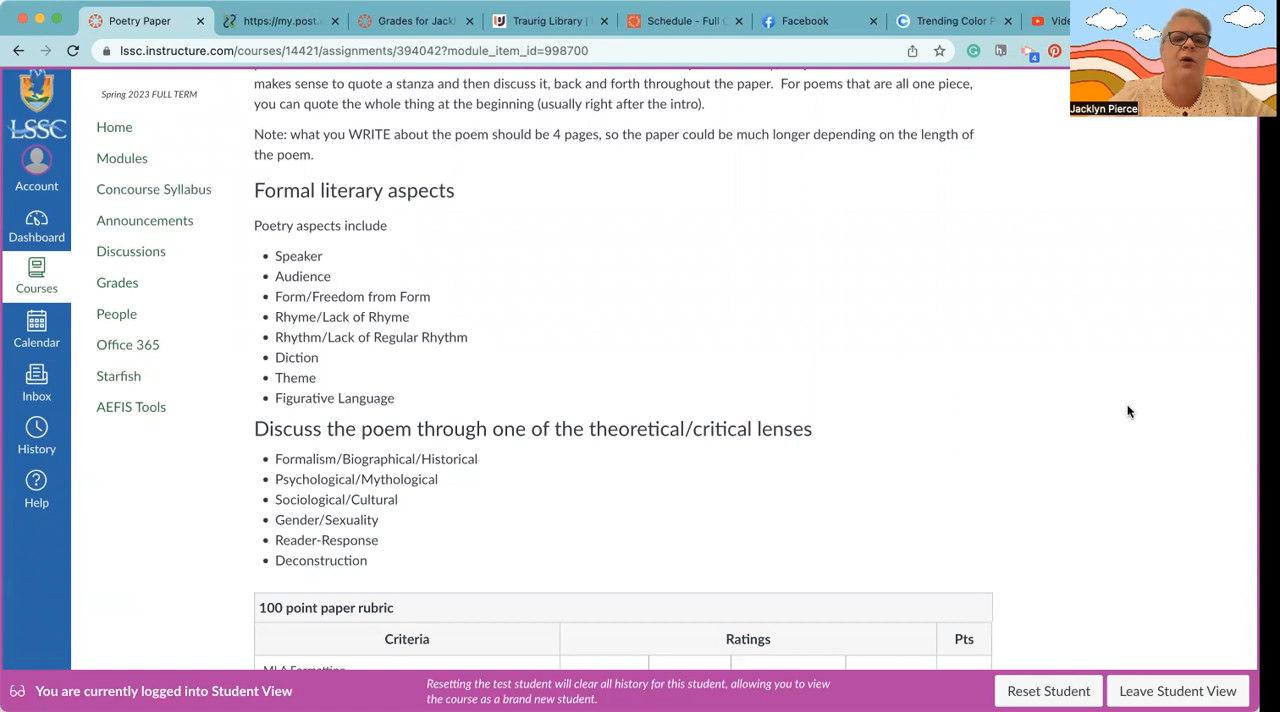 Poetry Paper
https://my.post.
Grades for Jackl
Traurig Library |
Schedule - Full
Facebook
Trending Color P
lssc.instructure.com/courses/14421/assignments/394042?module_item_id=998700
4
Jacklyn Pierce
LSSC
Account
Dashboard
Courses
Calendar
Inbox
History
Help
Spring 2023 FULL TERM
Home
Modules
Concourse Syllabus
Announcements
Discussions
Grades
People
Office 365
Starfish
AEFIS Tools
makes sense to quote a stanza and then discuss it, back and forth throughout the paper. For poems that are all one piece,
you can quote the whole thing at the beginning (usually right after the intro).
Note: what you WRITE about the poem should be 4 pages, so the paper could be much longer depending on the length of
the poem.
Formal literary aspects
Poetry aspects include
• Speaker
• Audience
• Form/Freedom from Form
• Rhyme/Lack of Rhyme
• Rhythm/Lack of Regular Rhythm
• Diction
• Theme
• Figurative Language
Discuss the poem through one of the theoretical/critical lenses
• Formalism/Biographical/Historical
• Psychological/Mythological
• Sociological/Cultural
• Gender/Sexuality
• Reader-Response
• Deconstruction
100 point paper rubric
Criteria Ratings Pts
MLA Formatting
You are currently logged into Student View
Resetting the test student will clear all history for this student, allowing you to view
the course as a brand new student.
Reset Student
Leave Student View